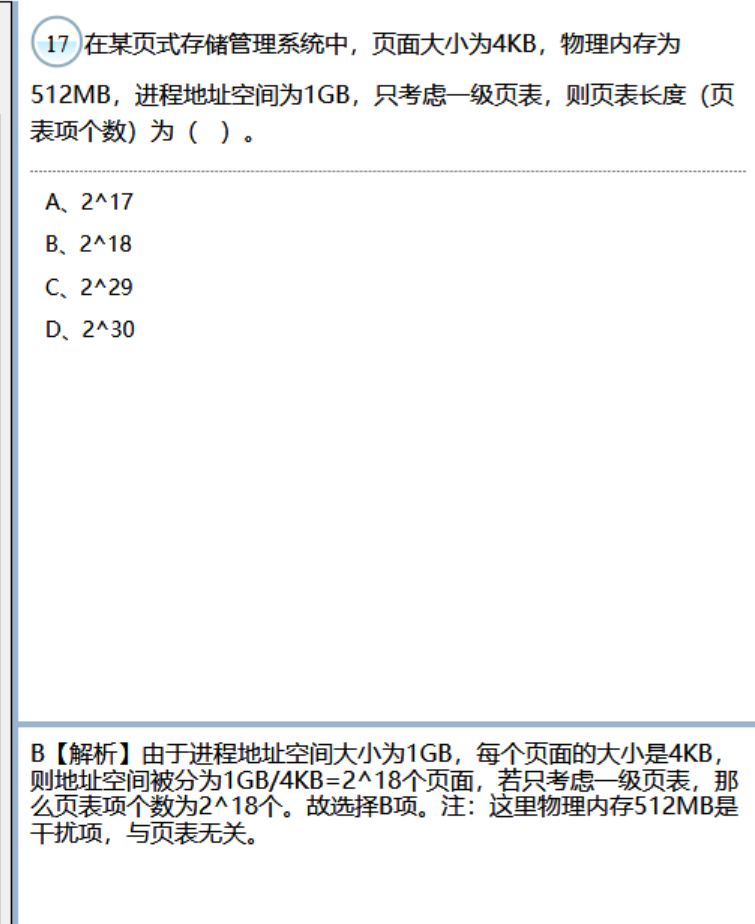 17 在某页式存储管理系统中，页面大小为4KB，物理内存为
512MB，进程地址空间为1GB，只考虑一级页表，则页表长度（页
表项个数）为（ ）。
A、2^17
B、2^18
C、2^29
D、2^30
B【解析】由于进程地址空间大小为1GB，每个页面的大小是4KB，
则地址空间被分为1GB/4KB=2^18个页面，若只考虑一级页表，那
么页表项个数为2^18个。故选择B项。注：这里物理内存512MB是
干扰项，与页表无关。